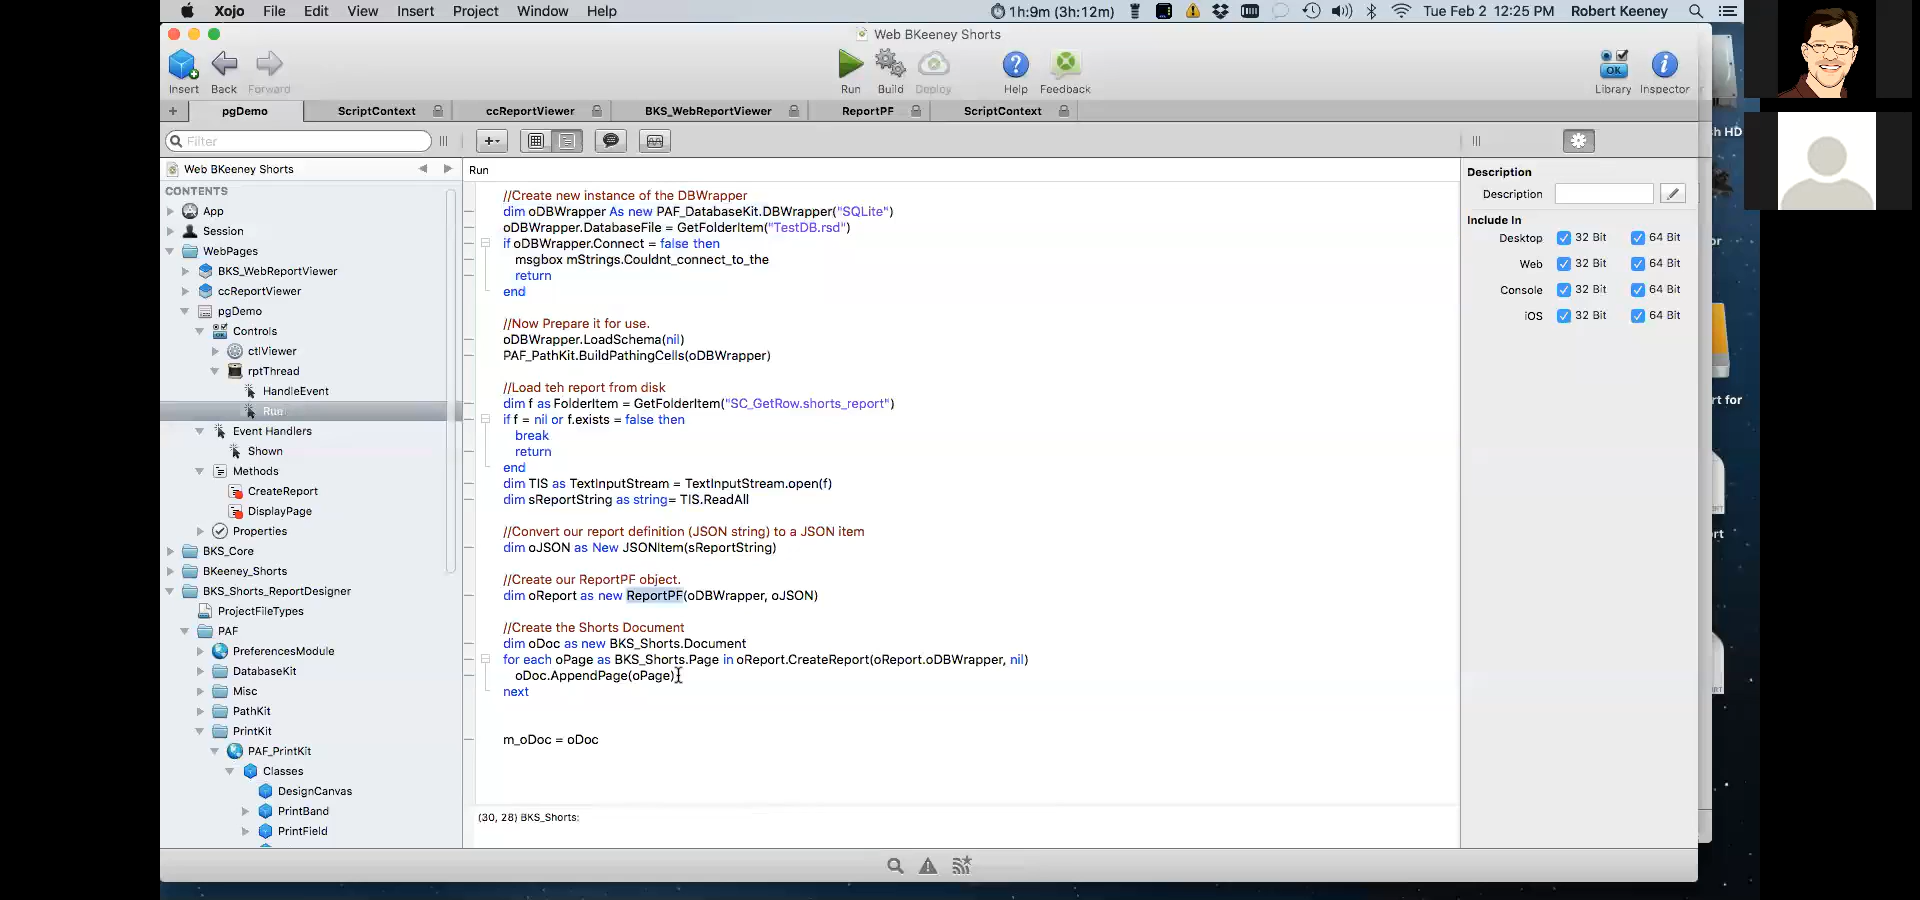 Xojo File Edit View Insert Project Window Help
1h:9m (3h:12m)
Tue Feb 2 12:25 PM Robert Keeney
Web BKeeney Shorts
Insert Back Forward
Run Build Deploy
Help Feedback
OK
Library Inspector
pgDemo ScriptContext ccReportViewer BKS_WebReportViewer ReportPF ScriptContext
Filter
Web BKeeney Shorts
CONTENTS
App
Session
WebPages
BKS_WebReportViewer
ccReportViewer
pgDemo
Controls
ctlViewer
rptThread
HandleEvent
Run
Event Handlers
Shown
Methods
CreateReport
DisplayPage
Properties
BKS_Core
BKeeney_Shorts
BKS_Shorts_ReportDesigner
ProjectFileTypes
PAF
PreferencesModule
DatabaseKit
Misc
PathKit
PrintKit
PAF_PrintKit
Classes
DesignCanvas
PrintBand
PrintField
Run
//Create new instance of the DBWrapper
dim oDBWrapper As new PAF_DatabaseKit.DBWrapper("SQLite")
oDBWrapper.DatabaseFile = GetFolderItem("TestDB.rsd")
if oDBWrapper.Connect = false then
msgbox mStrings.Couldnt_connect_to_the
return
end
//Now Prepare it for use.
oDBWrapper.LoadSchema(nil)
PAF_PathKit.BuildPathingCells(oDBWrapper)
//Load teh report from disk
dim f as FolderItem = GetFolderItem("SC_GetRow.shorts_report")
if f = nil or f.exists = false then
break
return
end
dim TIS as TextInputStream = TextInputStream.open(f)
dim sReportString as string= TIS.ReadAll
//Convert our report definition (JSON string) to a JSON item
dim oJSON as New JSONItem(sReportString)
//Create our ReportPF object.
dim oReport as new ReportPF(oDBWrapper, oJSON)
//Create the Shorts Document
dim oDoc as new BKS_Shorts.Document
for each oPage as BKS_Shorts.Page in oReport.CreateReport(oReport.oDBWrapper, nil)
oDoc.AppendPage(oPage)
next
m_oDoc = oDoc
(30, 28) BKS_Shorts:
Description
Description
Include In
Desktop 32 Bit 64 Bit
Web 32 Bit 64 Bit
Console 32 Bit 64 Bit
iOS 32 Bit 64 Bit
HD
rt for